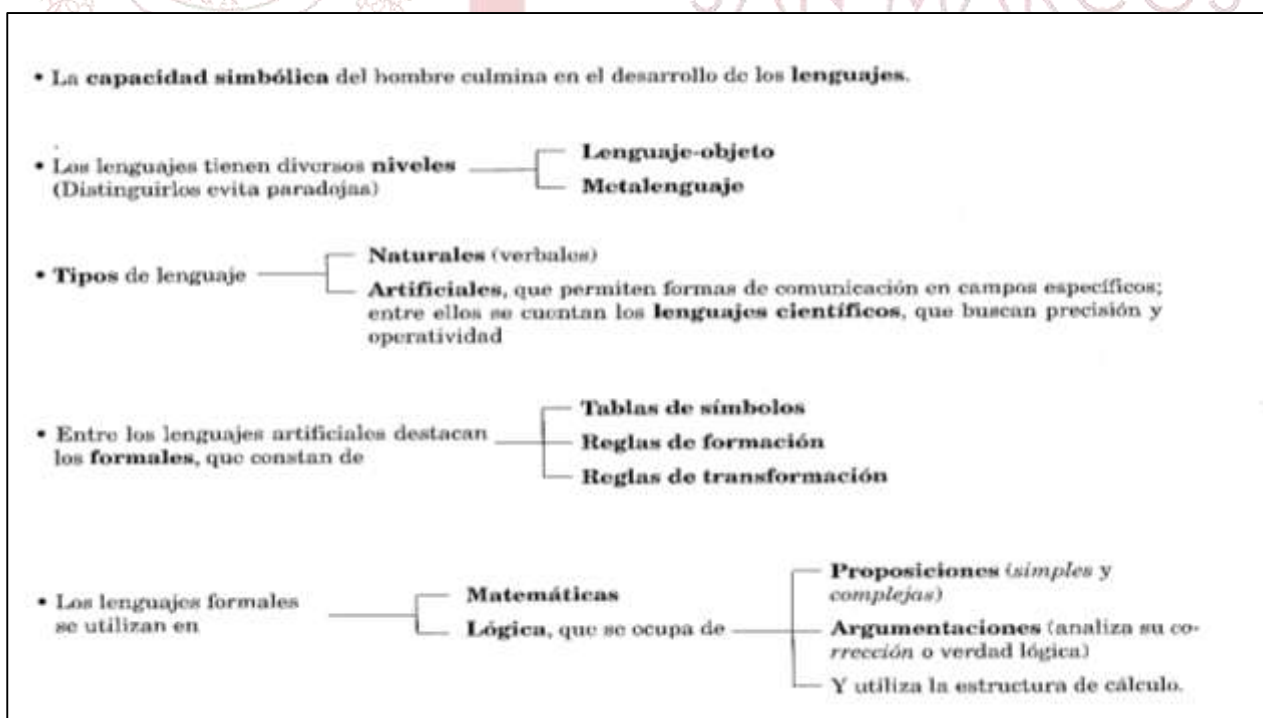 SAN MARCOS
• La capacidad simbólica del hombre culmina en el desarrollo de los lenguajes.
• Los lenguajes tienen diversos niveles
(Distinguirlos evita paradojas)
Lenguaje-objeto
Metalenguaje
• Tipos de lenguaje
Naturales (verbales)
Artificiales, que permiten formas de comunicación en campos específicos;
entre ellos se cuentan los lenguajes científicos, que buscan precisión y
operatividad
• Entre los lenguajes artificiales destacan
los formales, que constan de
Tablas de símbolos
Reglas de formación
Reglas de transformación
• Los lenguajes formales
se utilizan en
Matemáticas
Lógica, que se ocupa de
Proposiciones (simples y
complejas)
Argumentaciones (analiza su co-
rrección o verdad lógica)
Y utiliza la estructura de cálculo.